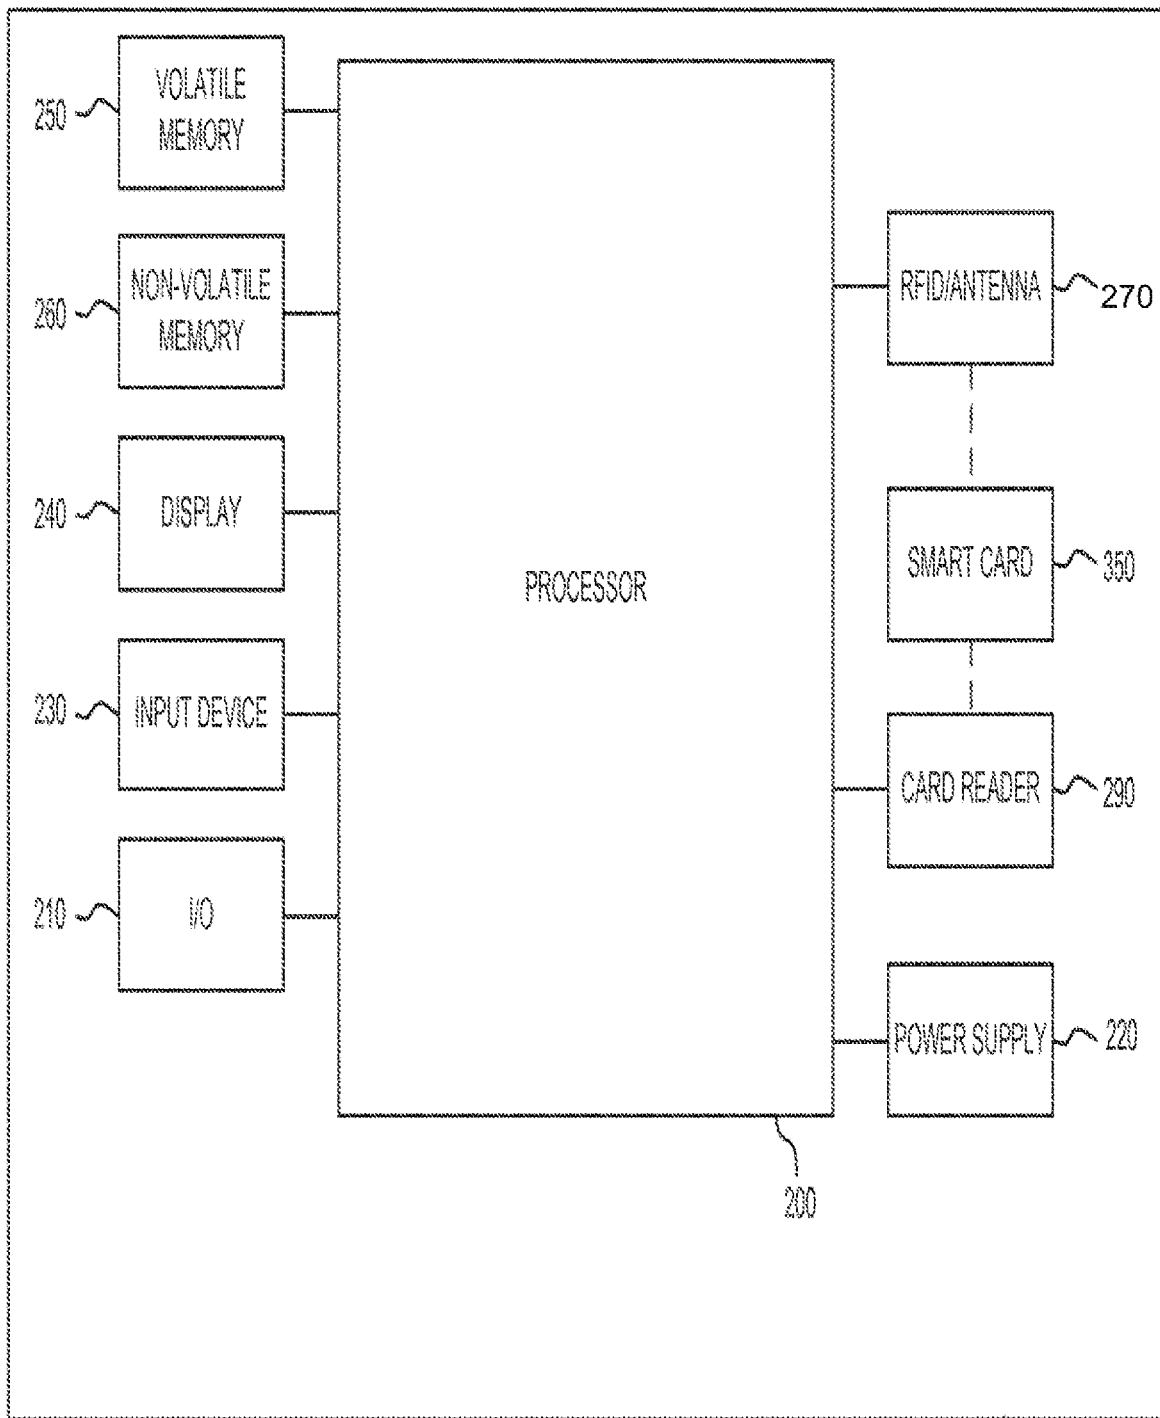 250
VOLATILE
MEMORY
260
NON-VOLATILE
MEMORY
240
DISPLAY
230
INPUT DEVICE
210
I/O
PROCESSOR
200
RFID/ANTENNA
270
SMART CARD
350
CARD READER
290
POWER SUPPLY
220